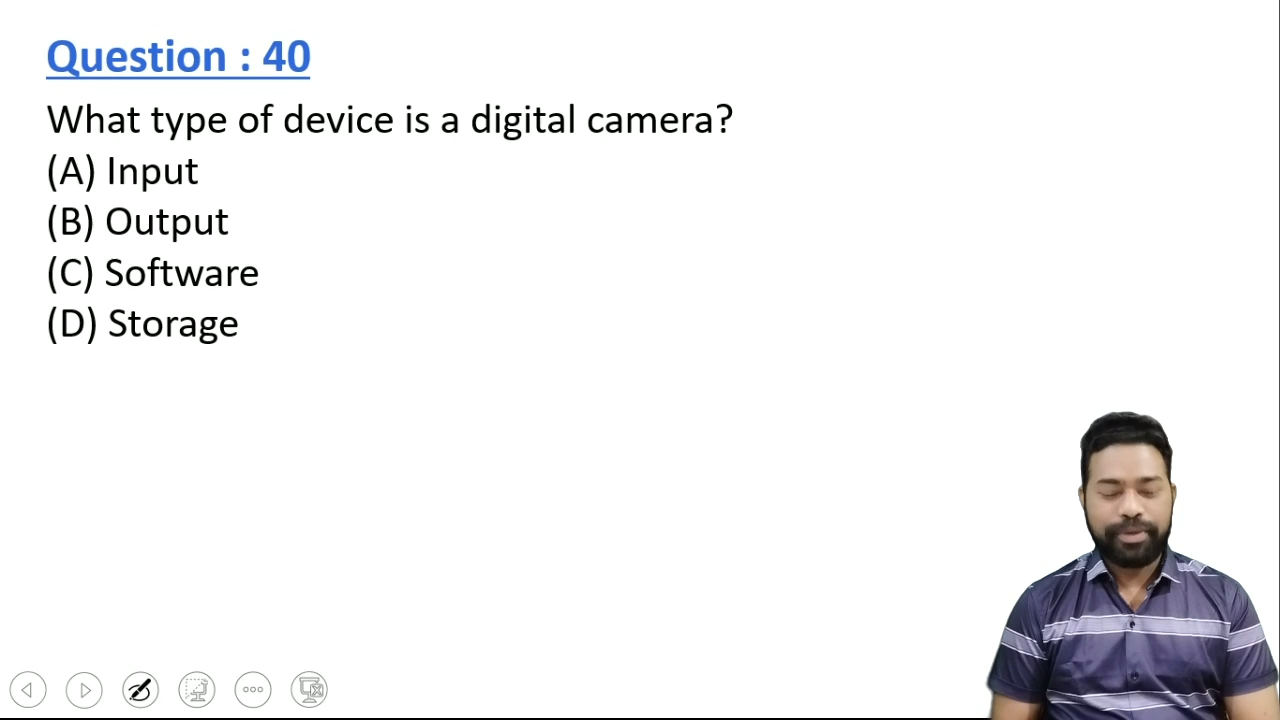 Question : 40
What type of device is a digital camera?
(A) Input
(B) Output
(C) Software
(D) Storage